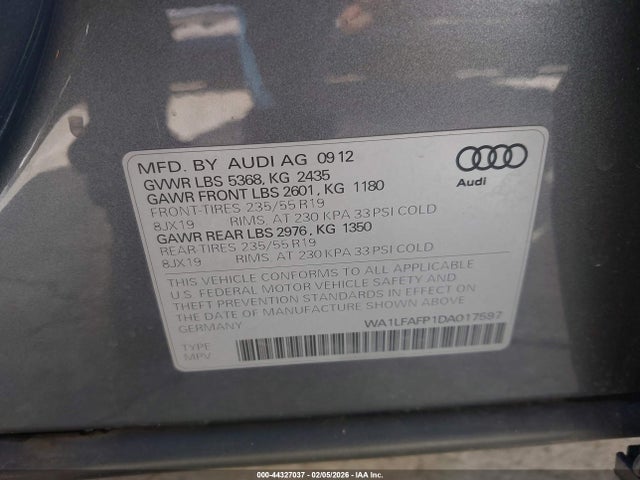 MFD. BY AUDI AG 0912
GVWR LBS 5368, KG 2435
GAWR FRONT LBS 2601, KG 1180
FRONT-TIRES 235/55 R19
8JX19 RIMS, AT 230 KPA 33 PSI COLD
GAWR REAR LBS 2976, KG 1350
REAR-TIRES 235/55 R19
8JX19 RIMS, AT 230 KPA 33 PSI COLD
THIS VEHICLE CONFORMS TO ALL APPLICABLE
U.S. FEDERAL MOTOR VEHICLE SAFETY AND
THEFT PREVENTION STANDARDS IN EFFECT ON
DATE OF MANUFACTURE SHOWN ABOVE
GERMANY
WA1LFAFP1DA017597
TYPE
MPV
Audi
000-44327037 - 02/05/2026 - IAA Inc.